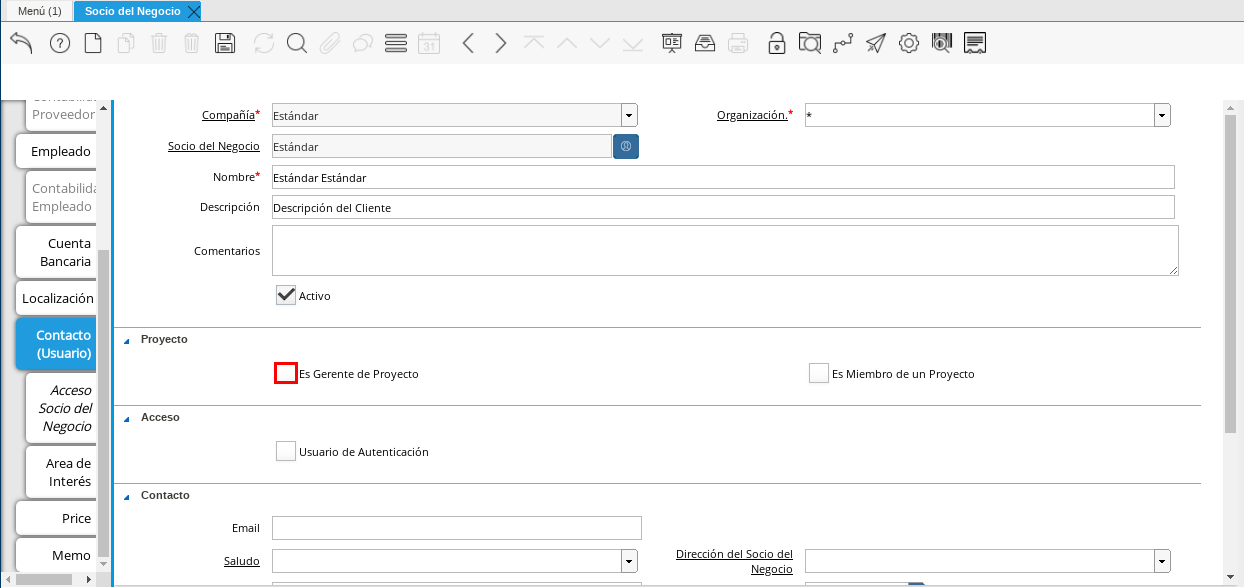 Menú (1)
Socio del Negocio
31
Proveedor
Empleado
Contabilida
Empleado
Cuenta
Bancaria
Localización
Contacto
(Usuario)
Acceso
Socio del
Negocio
Area de
Interés
Price
Memo
Compañía* Estándar Organización.* *
Socio del Negocio Estándar
Nombre* Estándar Estándar
Descripción Descripción del Cliente
Comentarios
Activo
Proyecto
Es Gerente de Proyecto Es Miembro de un Proyecto
Acceso
Usuario de Autenticación
Contacto
Email
Saludo Dirección del Socio del
Negocio